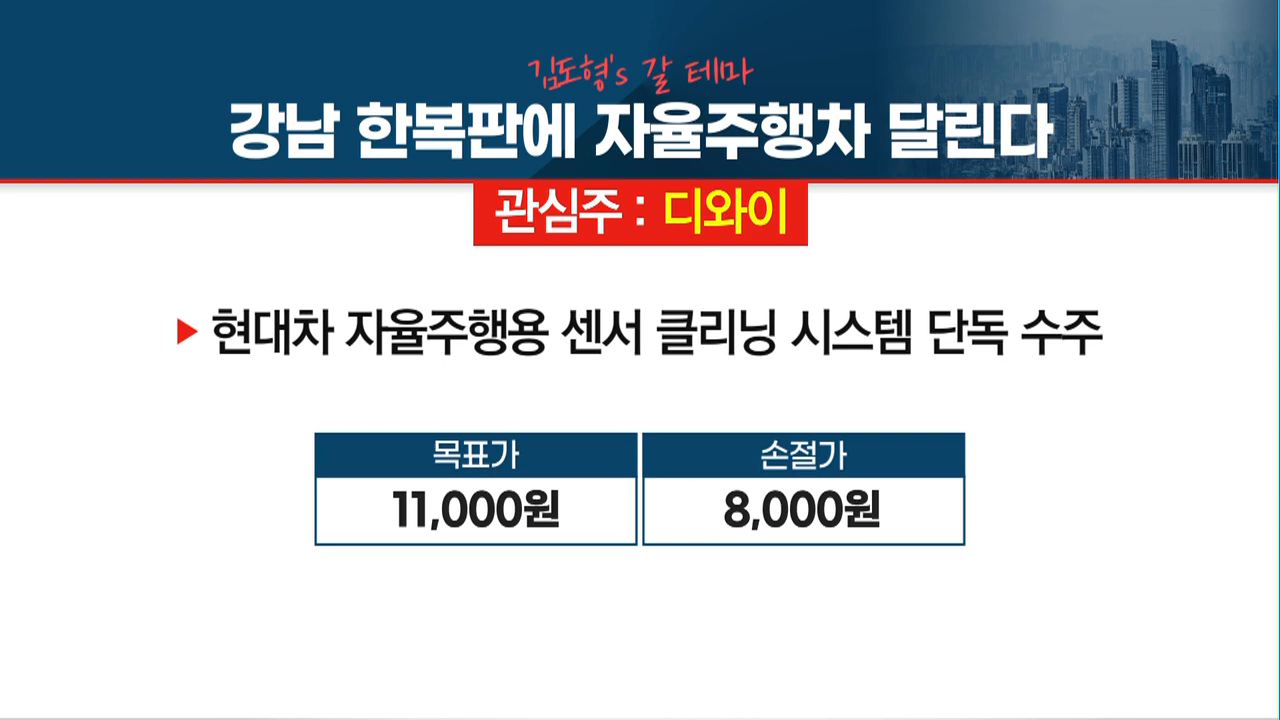 김도형's 갈 테마
강남 한복판에 자율주행차 달린다
관심주 : 디와이
▶ 현대차 자율주행용 센서 클리닝 시스템 단독 수주
목표가 손절가
11,000원 8,000원